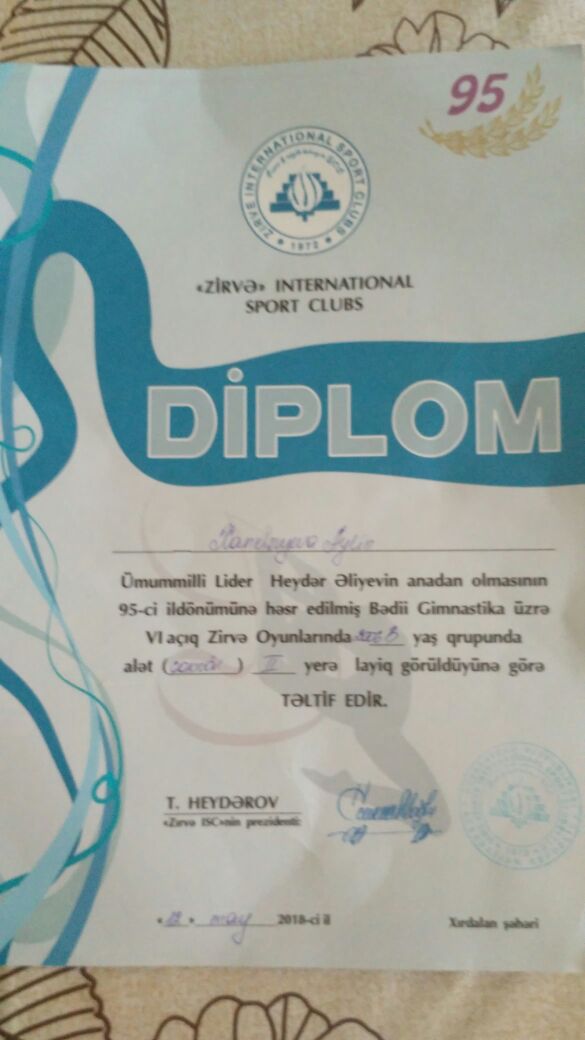 95
ZIRVE INTERNATIONAL SPORT CLUBS
1972
«ZİRVƏ» INTERNATIONAL
SPORT CLUBS
DİPLOM
Ümummilli Lider Heydər Əliyevin anadan olmasının
95-ci ildönümünə həsr edilmiş Bədii Gimnastika üzrə
VI açıq Zirvə Oyunlarında yaş qrupunda
alət ( ) II yerə layiq görüldüyünə görə
TƏLTİF EDİR.
T. HEYDƏROV
«Zirvə ISC»nin prezidenti:
« 12 » may 2018-ci il
Xırdalan şəhəri